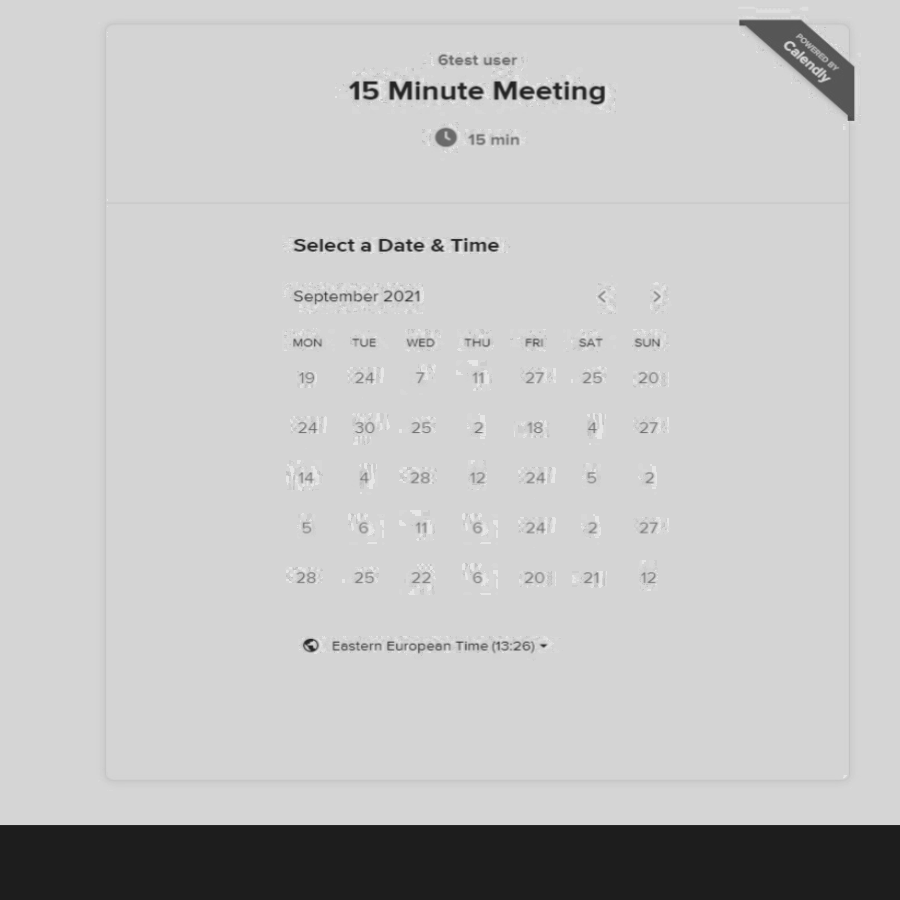 POWERED BY
Calendly
6test user
15 Minute Meeting
15 min
Select a Date & Time
September 2021
MON TUE WED THU FRI SAT SUN
19 24 7 11 27 25 20
24 30 25 2 18 4 27
14 4 28 12 24 5 2
5 6 11 6 24 2 27
28 25 22 6 20 21 12
Eastern European Time (13:26)